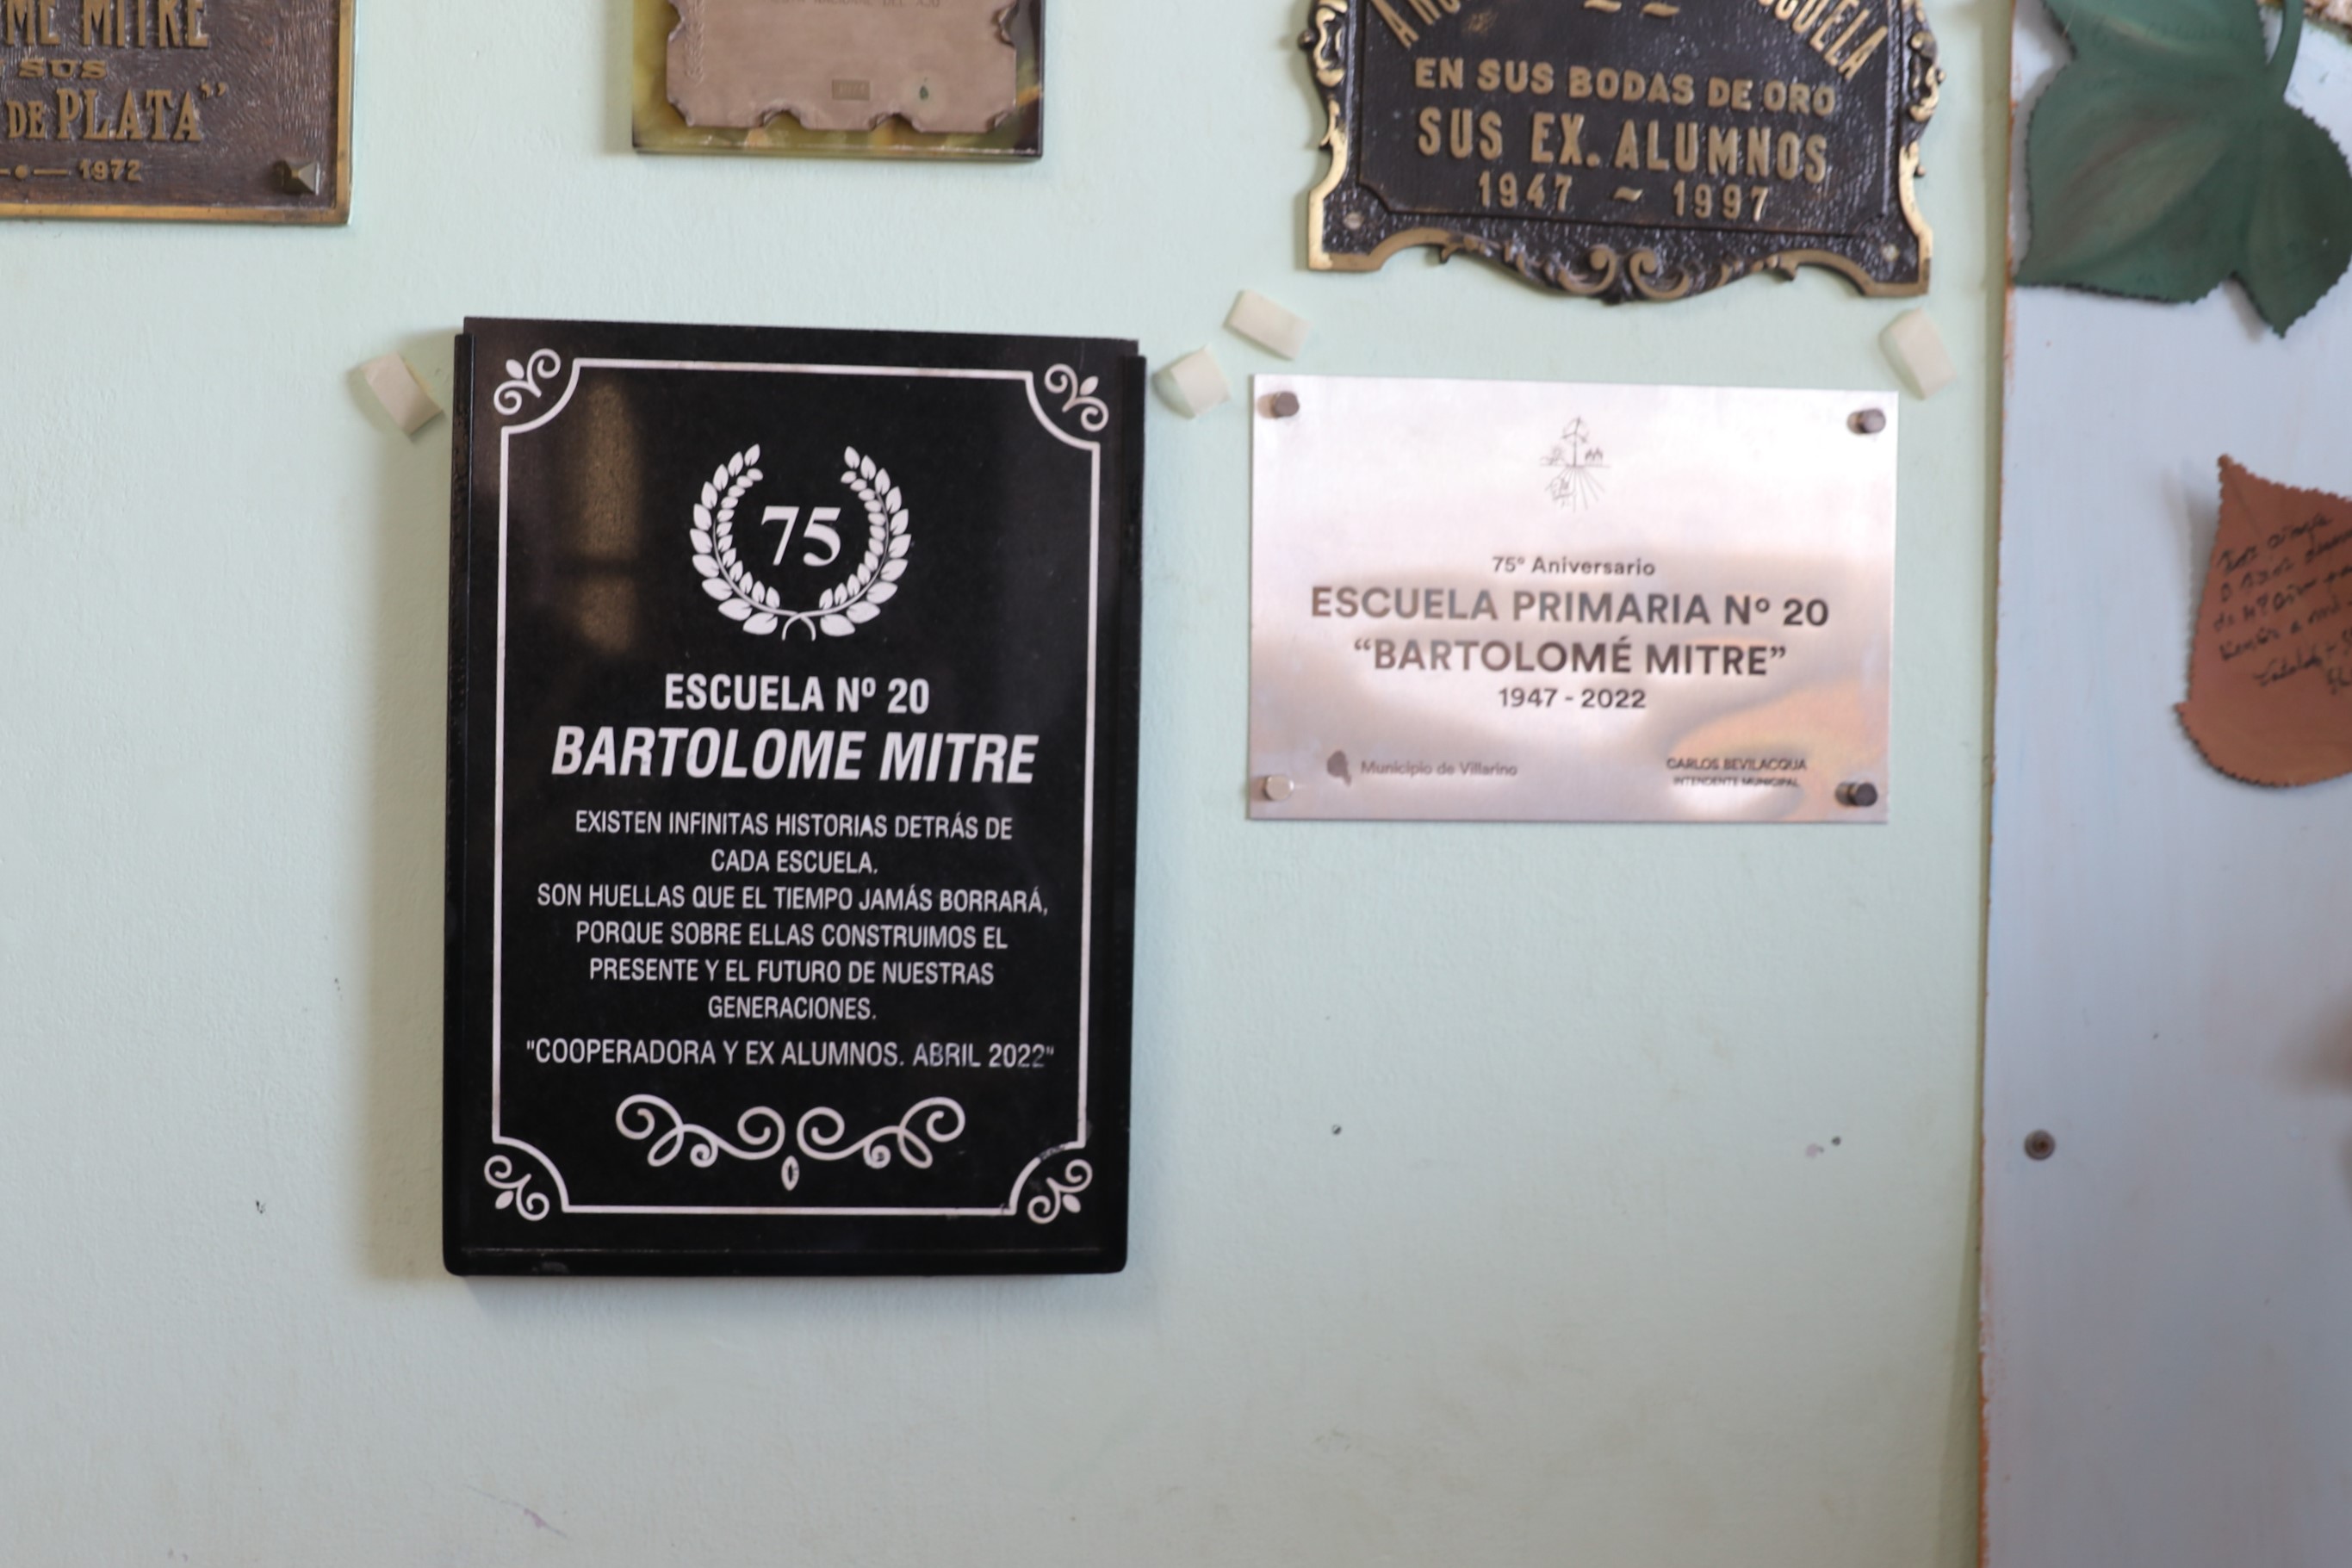 ME MITRE
SUS
DE PLATA"
1972
EN SUS BODAS DE ORO
SUS EX. ALUMNOS
1947 ~ 1997
75
ESCUELA Nº 20
BARTOLOME MITRE
EXISTEN INFINITAS HISTORIAS DETRÁS DE
CADA ESCUELA.
SON HUELLAS QUE EL TIEMPO JAMÁS BORRARÁ,
PORQUE SOBRE ELLAS CONSTRUIMOS EL
PRESENTE Y EL FUTURO DE NUESTRAS
GENERACIONES.
"COOPERADORA Y EX ALUMNOS. ABRIL 2022"
75º Aniversario
ESCUELA PRIMARIA Nº 20
“BARTOLOMÉ MITRE”
1947 - 2022
Municipio de Villarino
CARLOS BEVILACQUA
INTENDENTE MUNICIPAL